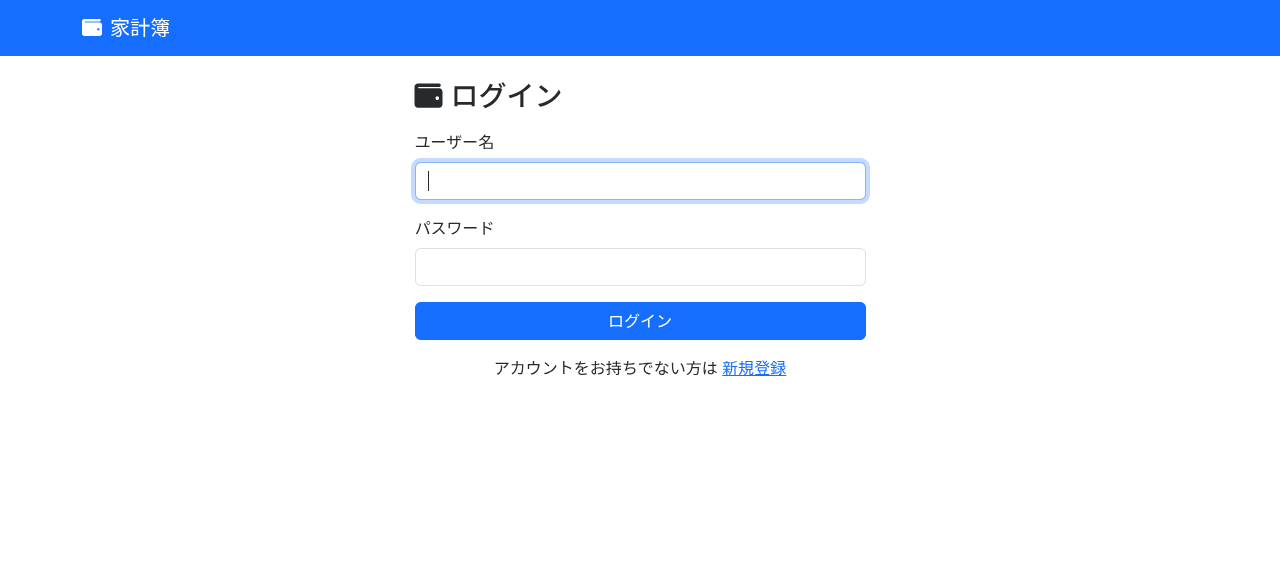 家計簿
ログイン
ユーザー名
パスワード
ログイン
アカウントをお持ちでない方は 新規登録